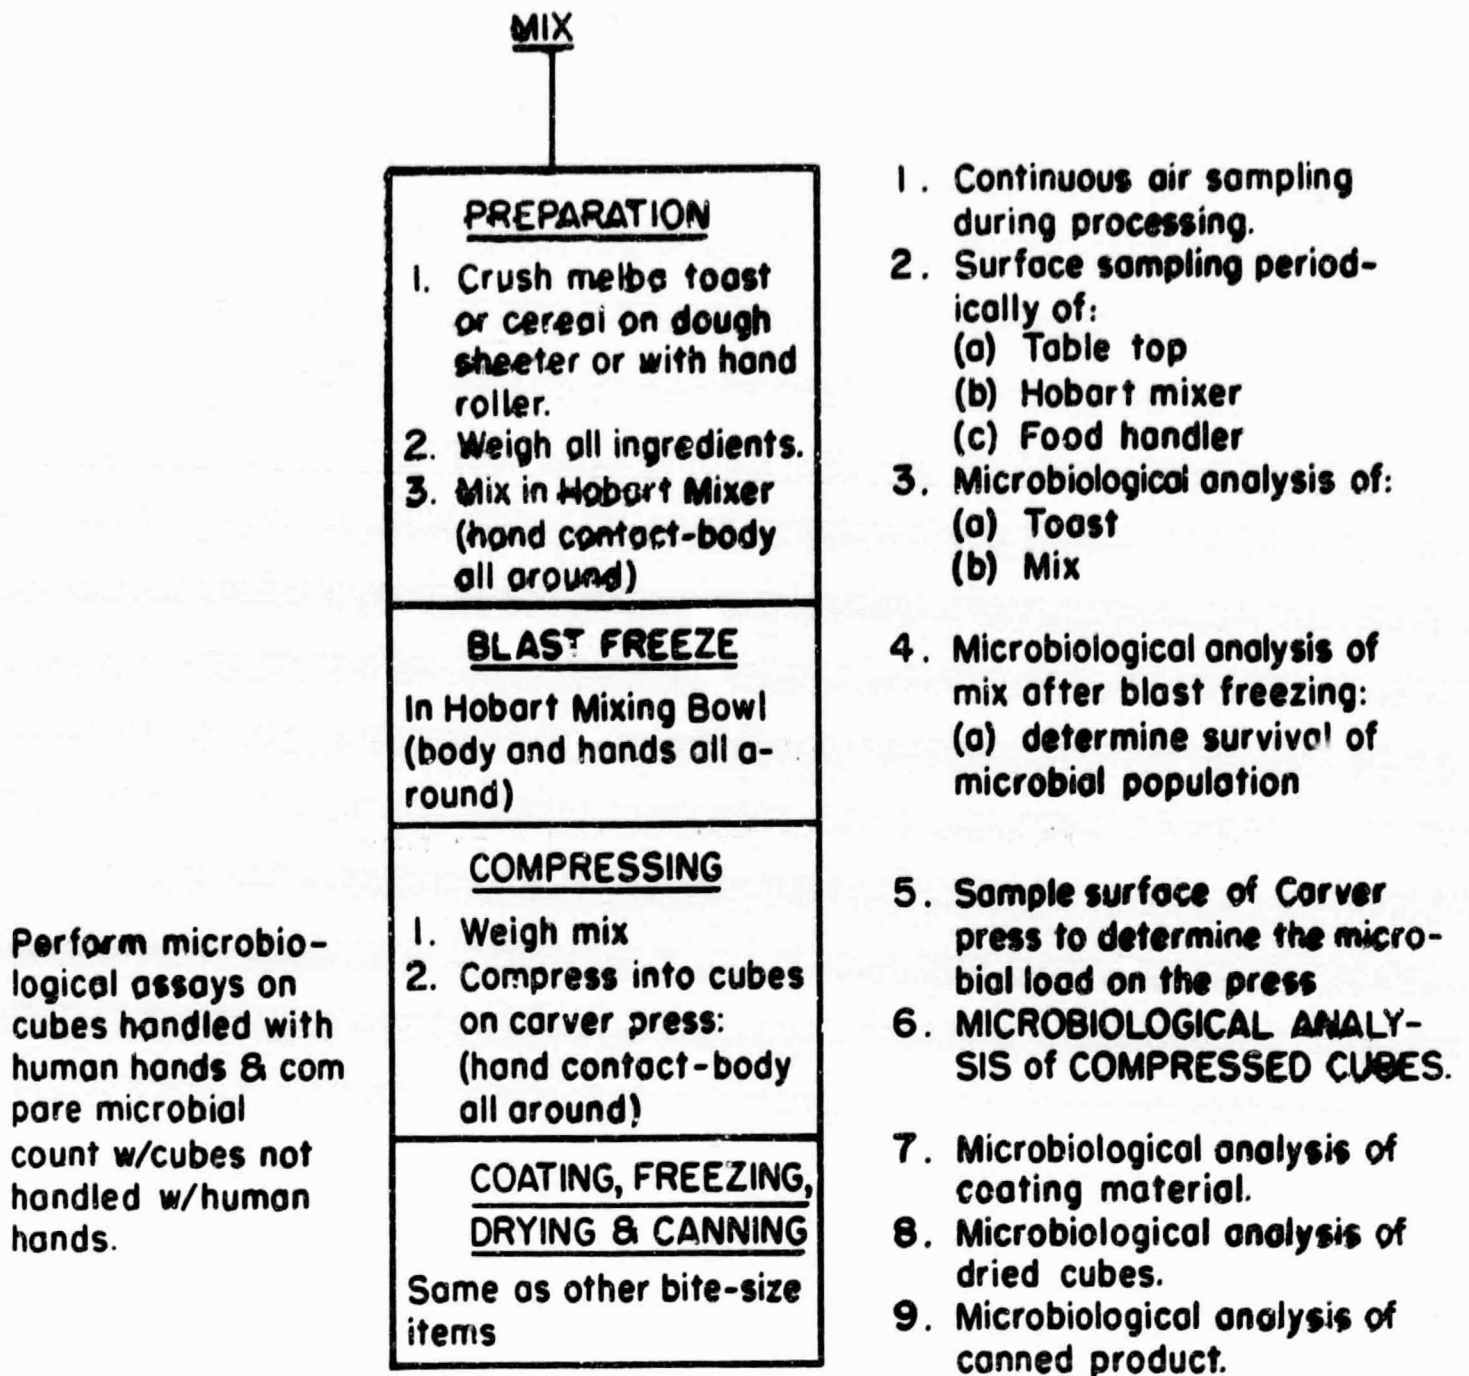 MIX
PREPARATION
1. Crush melba toast
or cereal on dough
sheeter or with hand
roller.
2. Weigh all ingredients.
3. Mix in Hobart Mixer
(hand contact-body
all around)
BLAST FREEZE
In Hobart Mixing Bowl
(body and hands all a-
round)
COMPRESSING
1. Weigh mix
2. Compress into cubes
on carver press:
(hand contact-body
all around)
COATING, FREEZING,
DRYING & CANNING
Same as other bite-size
items
Perform microbio-
logical assays on
cubes handled with
human hands & com
pare microbial
count w/cubes not
handled w/human
hands.
1. Continuous air sampling
during processing.
2. Surface sampling period-
ically of:
(a) Table top
(b) Hobart mixer
(c) Food handler
3. Microbiological analysis of:
(a) Toast
(b) Mix
4. Microbiological analysis of
mix after blast freezing:
(a) determine survival of
microbial population
5. Sample surface of Carver
press to determine the micro-
bial load on the press
6. MICROBIOLOGICAL ANALY-
SIS of COMPRESSED CUBES.
7. Microbiological analysis of
coating material.
8. Microbiological analysis of
dried cubes.
9. Microbiological analysis of
canned product.